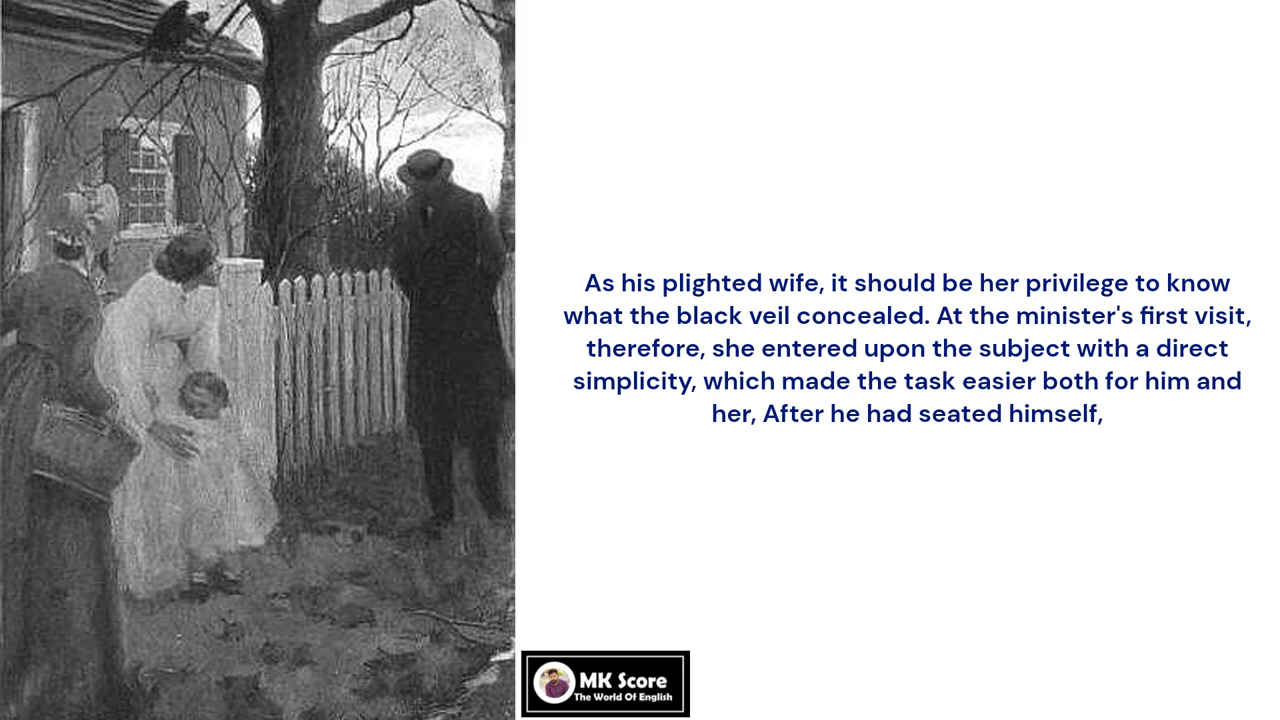 As his plighted wife, it should be her privilege to know
what the black veil concealed. At the minister's first visit,
therefore, she entered upon the subject with a direct
simplicity, which made the task easier both for him and
her, After he had seated himself,
MK Score
The World Of English